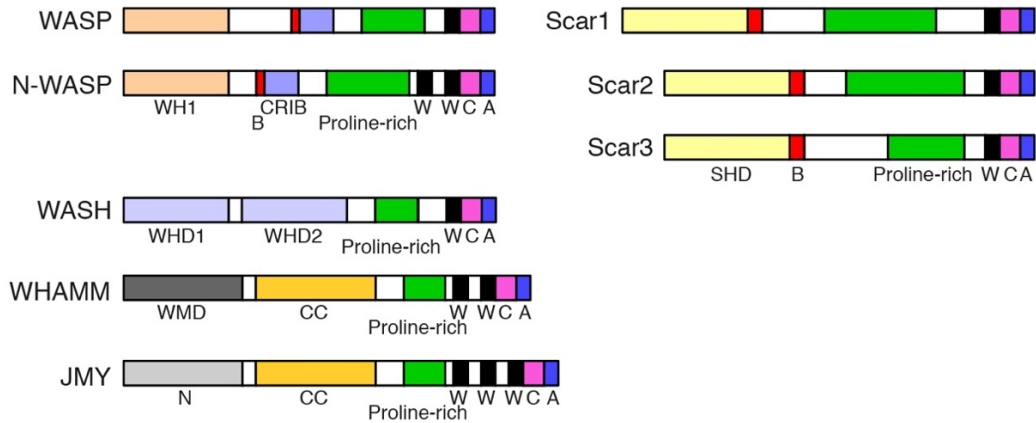 WASP
N-WASP
WH1 B CRIB Proline-rich W W C A
WASH
WHD1 WHD2 Proline-rich W C A
WHAMM
WMD CC Proline-rich W W C A
JMY
N CC Proline-rich W W W C A
Scar1
Scar2
Scar3
SHD B Proline-rich W C A